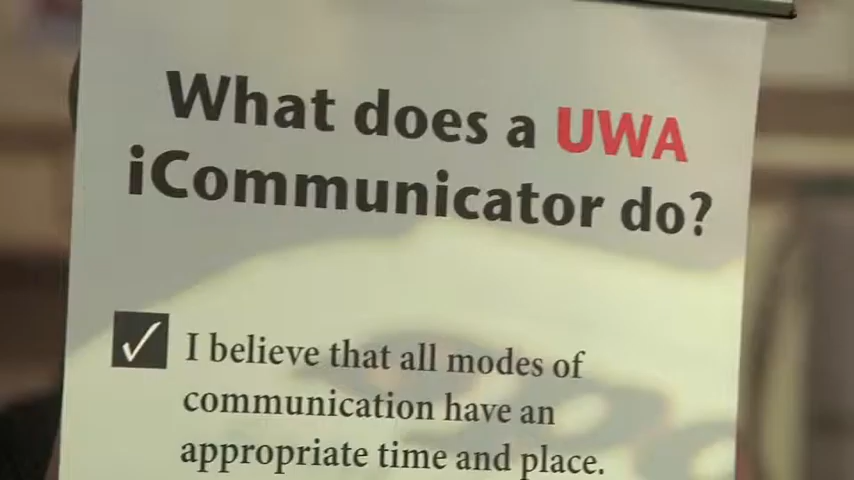 What does a UWA
iCommunicator do?
I believe that all modes of
communication have an
appropriate time and place.